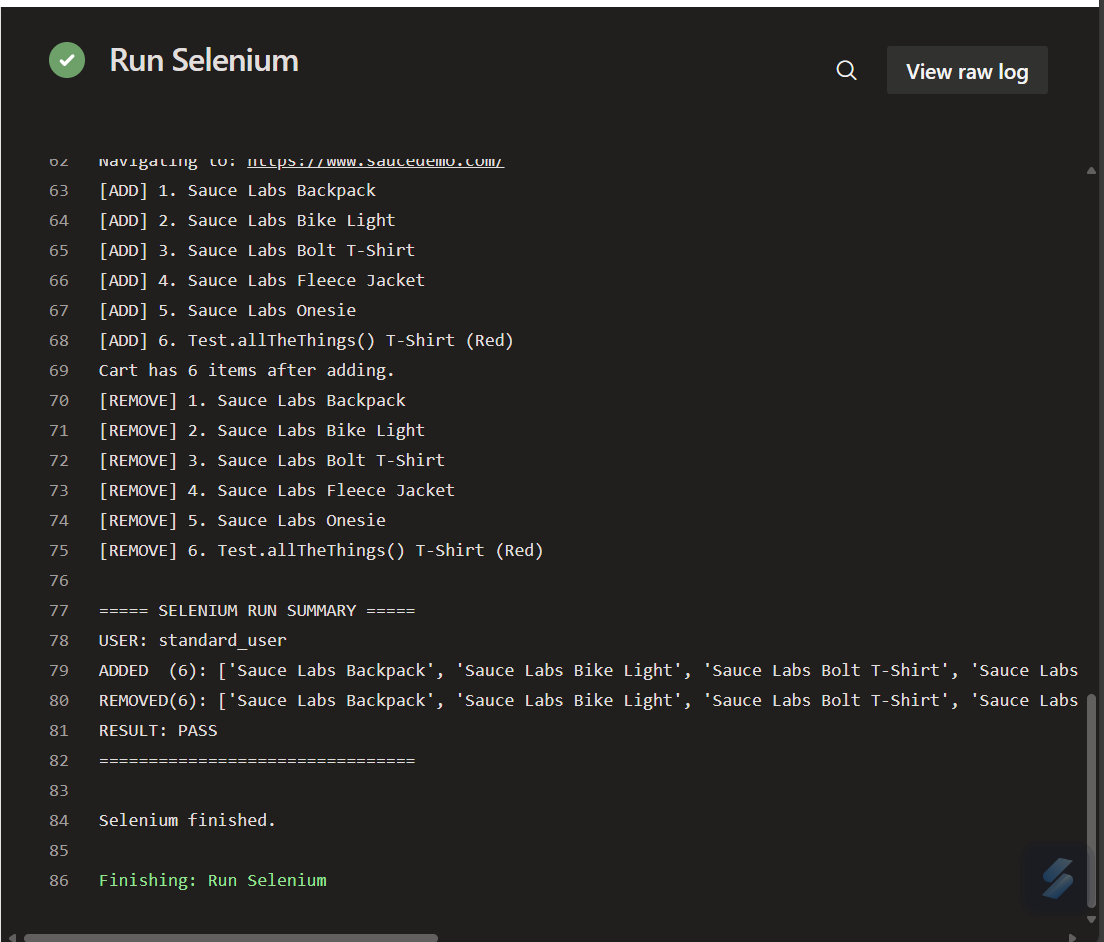 Run Selenium
View raw log
62 Navigating to: https://www.saucedemo.com/
63 [ADD] 1. Sauce Labs Backpack
64 [ADD] 2. Sauce Labs Bike Light
65 [ADD] 3. Sauce Labs Bolt T-Shirt
66 [ADD] 4. Sauce Labs Fleece Jacket
67 [ADD] 5. Sauce Labs Onesie
68 [ADD] 6. Test.allTheThings() T-Shirt (Red)
69 Cart has 6 items after adding.
70 [REMOVE] 1. Sauce Labs Backpack
71 [REMOVE] 2. Sauce Labs Bike Light
72 [REMOVE] 3. Sauce Labs Bolt T-Shirt
73 [REMOVE] 4. Sauce Labs Fleece Jacket
74 [REMOVE] 5. Sauce Labs Onesie
75 [REMOVE] 6. Test.allTheThings() T-Shirt (Red)
76
77 ===== SELENIUM RUN SUMMARY =====
78 USER: standard_user
79 ADDED  (6): ['Sauce Labs Backpack', 'Sauce Labs Bike Light', 'Sauce Labs Bolt T-Shirt', 'Sauce Labs
80 REMOVED(6): ['Sauce Labs Backpack', 'Sauce Labs Bike Light', 'Sauce Labs Bolt T-Shirt', 'Sauce Labs
81 RESULT: PASS
82 ================================
83
84 Selenium finished.
85
86 Finishing: Run Selenium